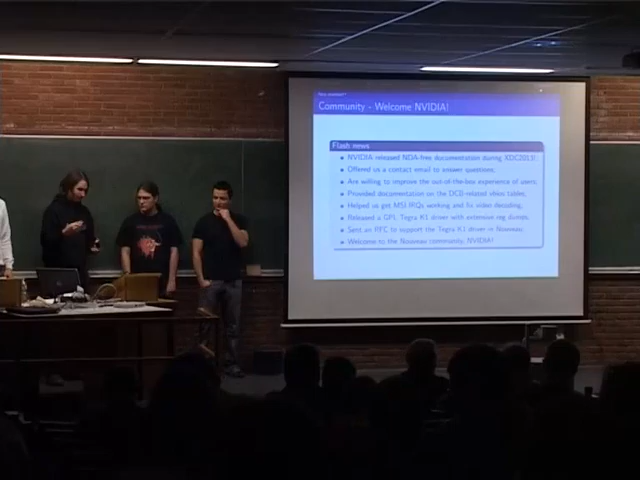 Community - Welcome NVIDIA!
Flash news
NVIDIA released NDA-free documentation during XDC2013!;
Offered us a contact email to answer questions;
Are willing to improve the out-of-the-box experience of users;
Provided documentation on the DCB-related vbios tables;
Helped us get MSI IRQs working and fix video decoding;
Released a GPL Tegra K1 driver with extensive reg dumps;
Sent an RFC to support the Tegra K1 driver in Nouveau;
Welcome to the Nouveau community, NVIDIA!